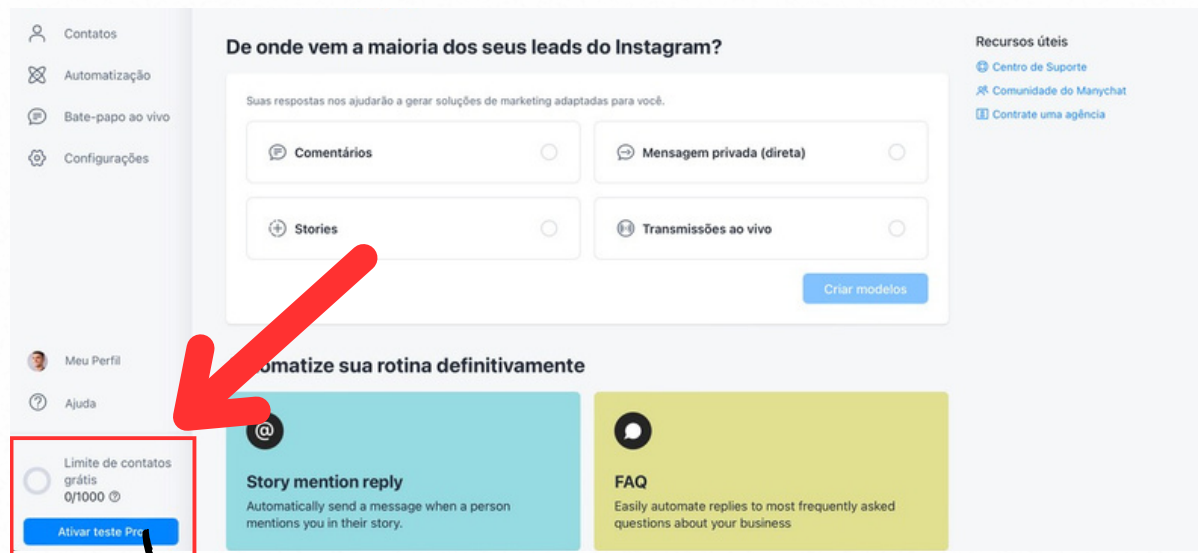 Contatos
Automatização
Bate-papo ao vivo
Configurações
Meu Perfil
Ajuda
Limite de contatos
grátis
0/1000
Ativar teste Pro
De onde vem a maioria dos seus leads do Instagram?
Suas respostas nos ajudarão a gerar soluções de marketing adaptadas para você.
Comentários
Mensagem privada (direta)
Stories
Transmissões ao vivo
Criar modelos
sua rotina definitivamente
Story mention reply
Automatically send a message when a person
mentions you in their story.
FAQ
Easily automate replies to most frequently asked
questions about your business
Recursos úteis
Centro de Suporte
Comunidade do Manychat
Contrate uma agência